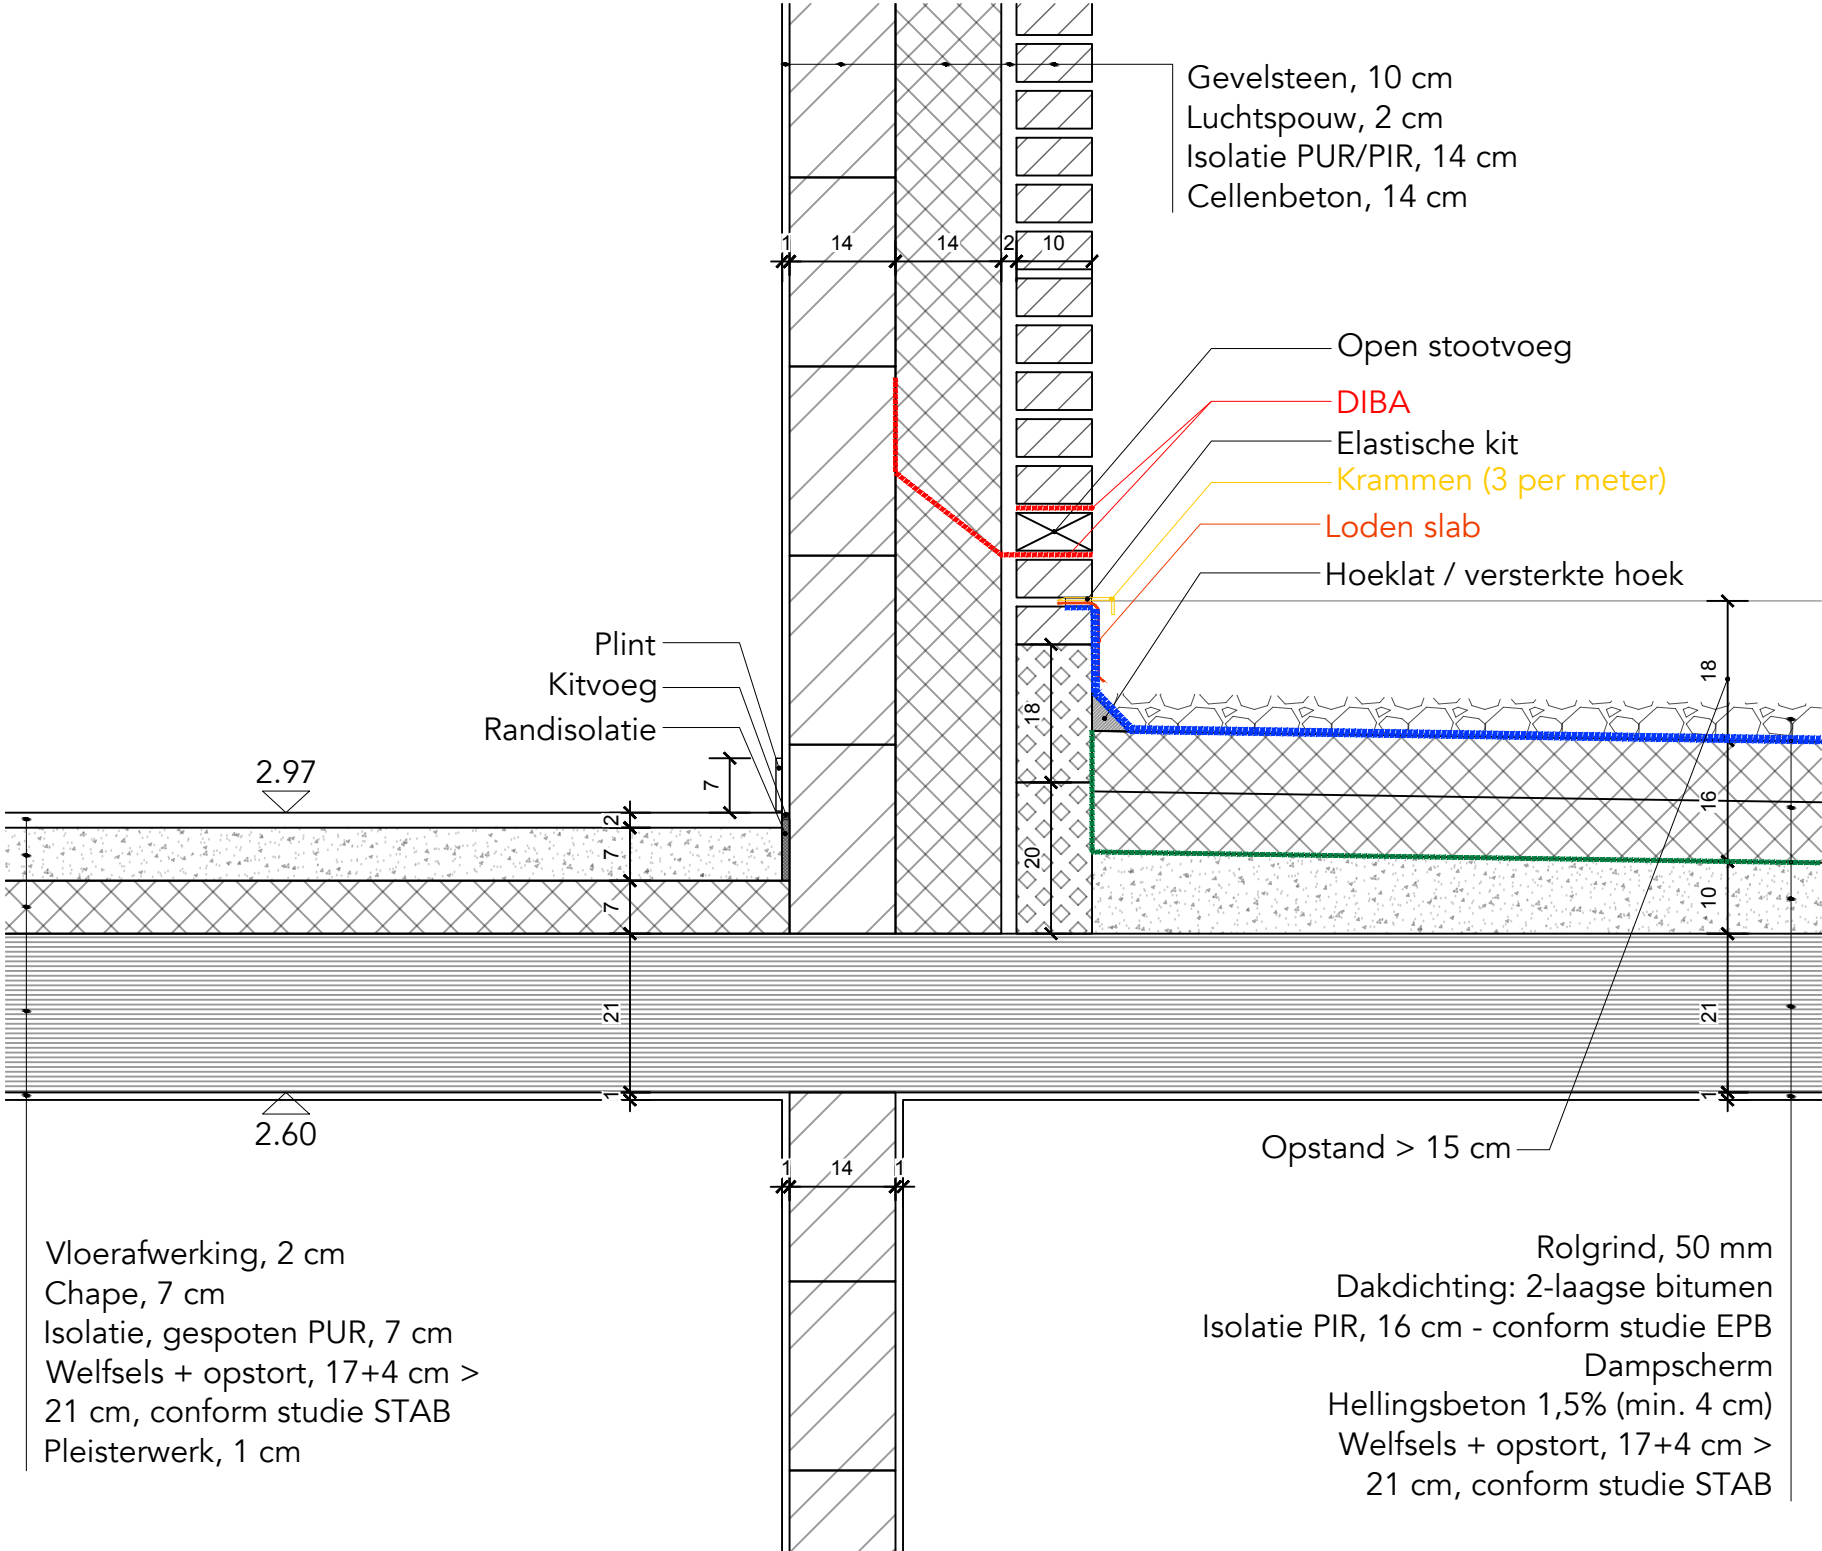 Gevelsteen, 10 cm
Luchtspouw, 2 cm
Isolatie PUR/PIR, 14 cm
Cellenbeton, 14 cm
1 14 14 2 10
Open stootvoeg
DIBA
Elastische kit
Krammen (3 per meter)
Loden slab
Hoeklat / versterkte hoek
Plint
Kitvoeg
Randisolatie
18
18
7
2.97
2
7
7
20
16
10
21
21
1
1
2.60
Opstand > 15 cm
1 14 1
Vloerafwerking, 2 cm
Chape, 7 cm
Isolatie, gespoten PUR, 7 cm
Welfsels + opstort, 17+4 cm >
21 cm, conform studie STAB
Pleisterwerk, 1 cm
Rolgrind, 50 mm
Dakdichting: 2-laagse bitumen
Isolatie PIR, 16 cm - conform studie EPB
Dampscherm
Hellingsbeton 1,5% (min. 4 cm)
Welfsels + opstort, 17+4 cm >
21 cm, conform studie STAB